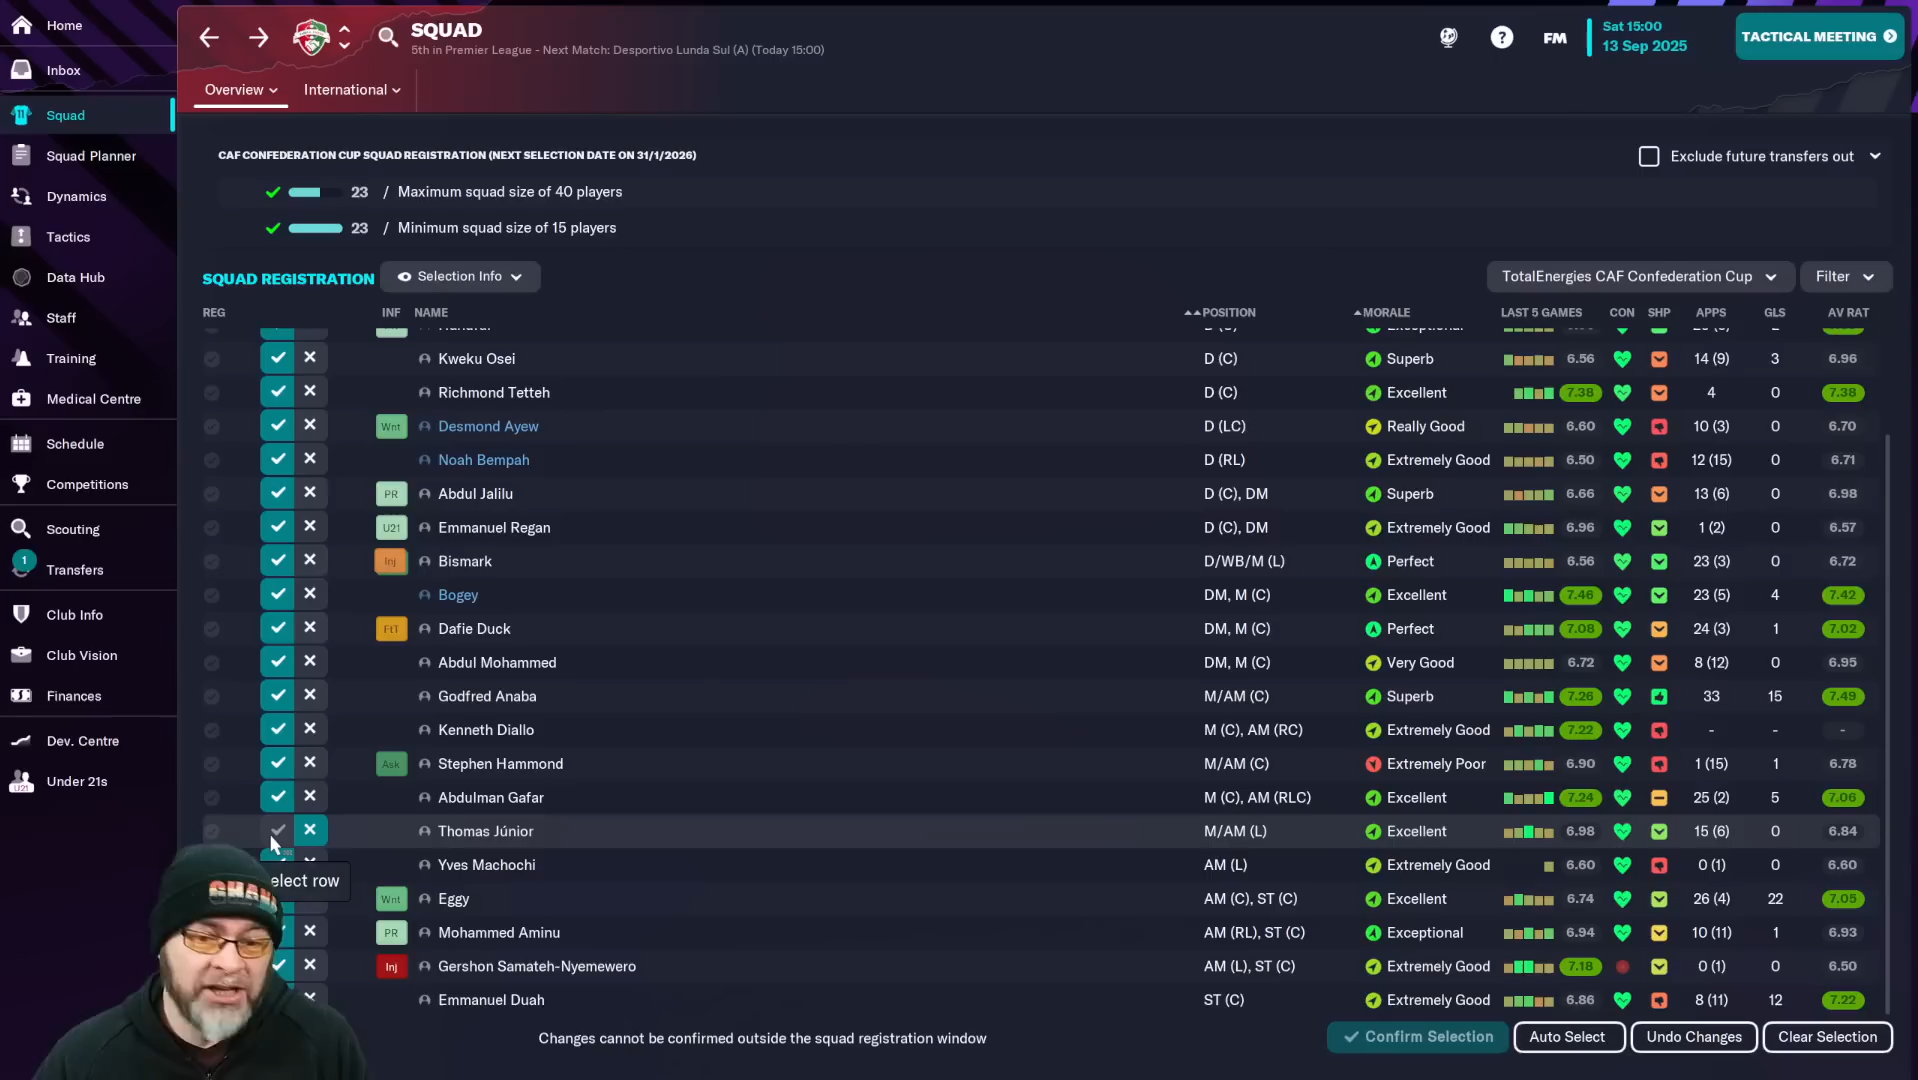 Home
Inbox
Squad
Squad Planner
Dynamics
Tactics
Data Hub
Staff
Training
Medical Centre
Schedule
Competitions
Scouting
1
Transfers
Club Info
Club Vision
Finances
Dev. Centre
U21
Under 21s
SQUAD
5th in Premier League - Next Match: Desportivo Lunda Sul (A) (Today 15:00)
FM
Sat 15:00
13 Sep 2025
TACTICAL MEETING
Overview
International
CAF CONFEDERATION CUP SQUAD REGISTRATION (NEXT SELECTION DATE ON 31/1/2026)
Exclude future transfers out
23 / Maximum squad size of 40 players
23 / Minimum squad size of 15 players
SQUAD REGISTRATION
Selection Info
TotalEnergies CAF Confederation Cup
Filter
REG INF NAME POSITION MORALE LAST 5 GAMES CON SHP APPS GLS AV RAT
Kweku Osei D (C) Superb 6.56 14 (9) 3 6.96
Richmond Tetteh D (C) Excellent 7.38 4 0 7.38
Wnt Desmond Ayew D (LC) Really Good 6.60 10 (3) 0 6.70
Noah Bempah D (RL) Extremely Good 6.50 12 (15) 0 6.71
PR Abdul Jalilu D (C), DM Superb 6.66 13 (6) 0 6.98
U21 Emmanuel Regan D (C), DM Extremely Good 6.96 1 (2) 0 6.57
Inj Bismark D/WB/M (L) Perfect 6.56 23 (3) 0 6.72
Bogey DM, M (C) Excellent 7.46 23 (5) 4 7.42
Ft1 Dafie Duck DM, M (C) Perfect 7.08 24 (3) 1 7.02
Abdul Mohammed DM, M (C) Very Good 6.72 8 (12) 0 6.95
Godfred Anaba M/AM (C) Superb 7.26 33 15 7.49
Kenneth Diallo M (C), AM (RC) Extremely Good 7.22 - - -
Ask Stephen Hammond M/AM (C) Extremely Poor 6.90 1 (15) 1 6.78
Abdulman Gafar M (C), AM (RLC) Excellent 7.24 25 (2) 5 7.06
Thomas Júnior M/AM (L) Excellent 6.98 15 (6) 0 6.84
Yves Machochi AM (L) Extremely Good 6.60 0 (1) 0 6.60
elect row
Wnt Eggy AM (C), ST (C) Excellent 6.74 26 (4) 22 7.05
PR Mohammed Aminu AM (RL), ST (C) Exceptional 6.94 10 (11) 1 6.93
Inj Gershon Samateh-Nyemewero AM (L), ST (C) Extremely Good 7.18 0 (1) 0 6.50
Emmanuel Duah ST (C) Extremely Good 6.86 8 (11) 12 7.22
Changes cannot be confirmed outside the squad registration window
Confirm Selection
Auto Select
Undo Changes
Clear Selection